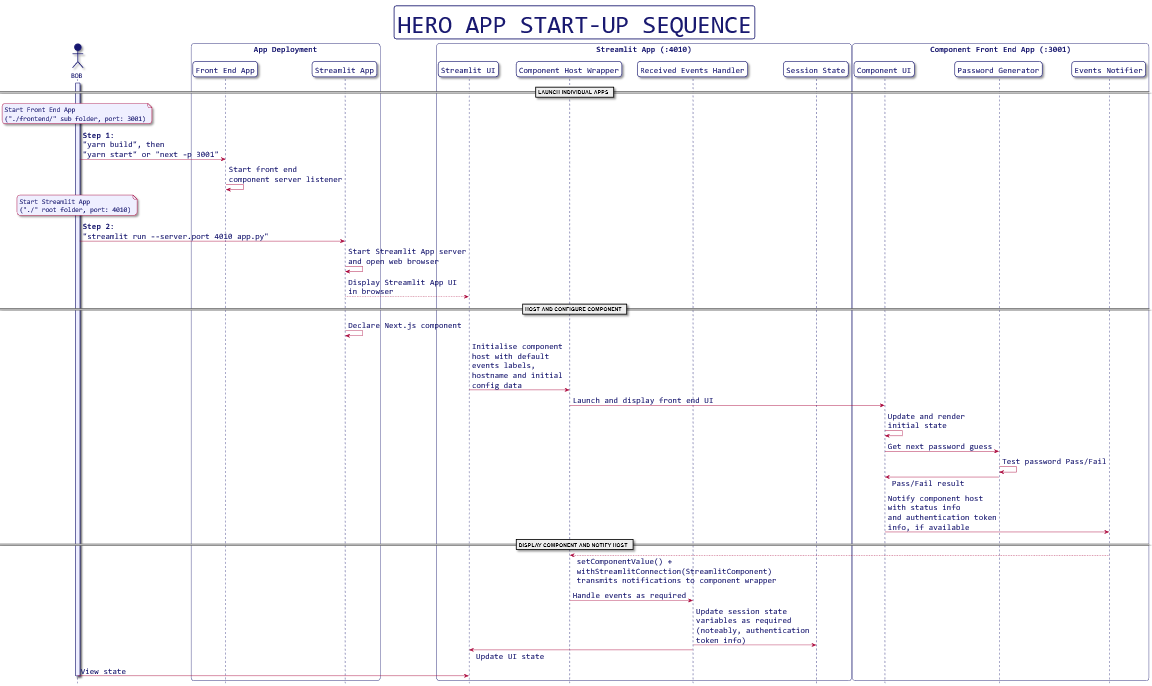 HERO APP START-UP SEQUENCE
App Deployment
Streamlit App (:4010)
Component Front End App (:3001)
BOB
Front End App
Streamlit App
Streamlit UI
Component Host Wrapper
Received Events Handler
Session State
Component UI
Password Generator
Events Notifier
LAUNCH INDIVIDUAL APPS
Start Front End App
("./frontend/" sub folder, port: 3001)
Step 1:
"yarn build", then
"yarn start" or "next -p 3001"
Start front end
component server listener
Start Streamlit App
("./" root folder, port: 4010)
Step 2:
"streamlit run --server.port 4010 app.py"
Start Streamlit App server
and open web browser
Display Streamlit App UI
in browser
HOST AND CONFIGURE COMPONENT
Declare Next.js component
Initialise component
host with default
events labels,
hostname and initial
config data
Launch and display front end UI
Update and render
initial state
Get next password guess
Test password Pass/Fail
Pass/Fail result
Notify component host
with status info
and authentication token
info, if available
DISPLAY COMPONENT AND NOTIFY HOST
setComponentValue() +
withStreamlitConnection(StreamlitComponent)
transmits notifications to component wrapper
Handle events as required
Update session state
variables as required
(noteably, authentication
token info)
Update UI state
View state